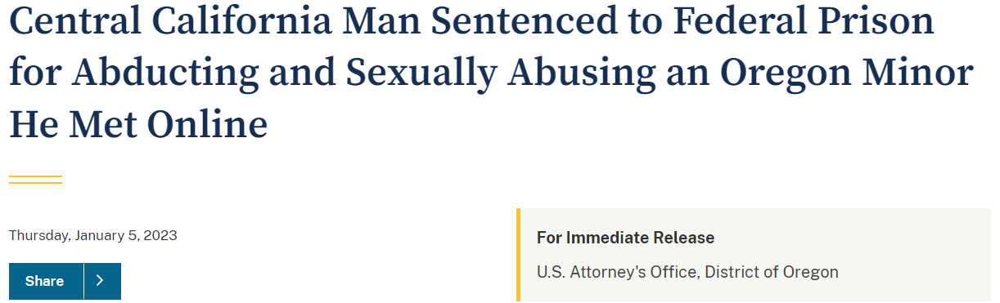 Central California Man Sentenced to Federal Prison
for Abducting and Sexually Abusing an Oregon Minor
He Met Online
Thursday, January 5, 2023
Share
For Immediate Release
U.S. Attorney's Office, District of Oregon